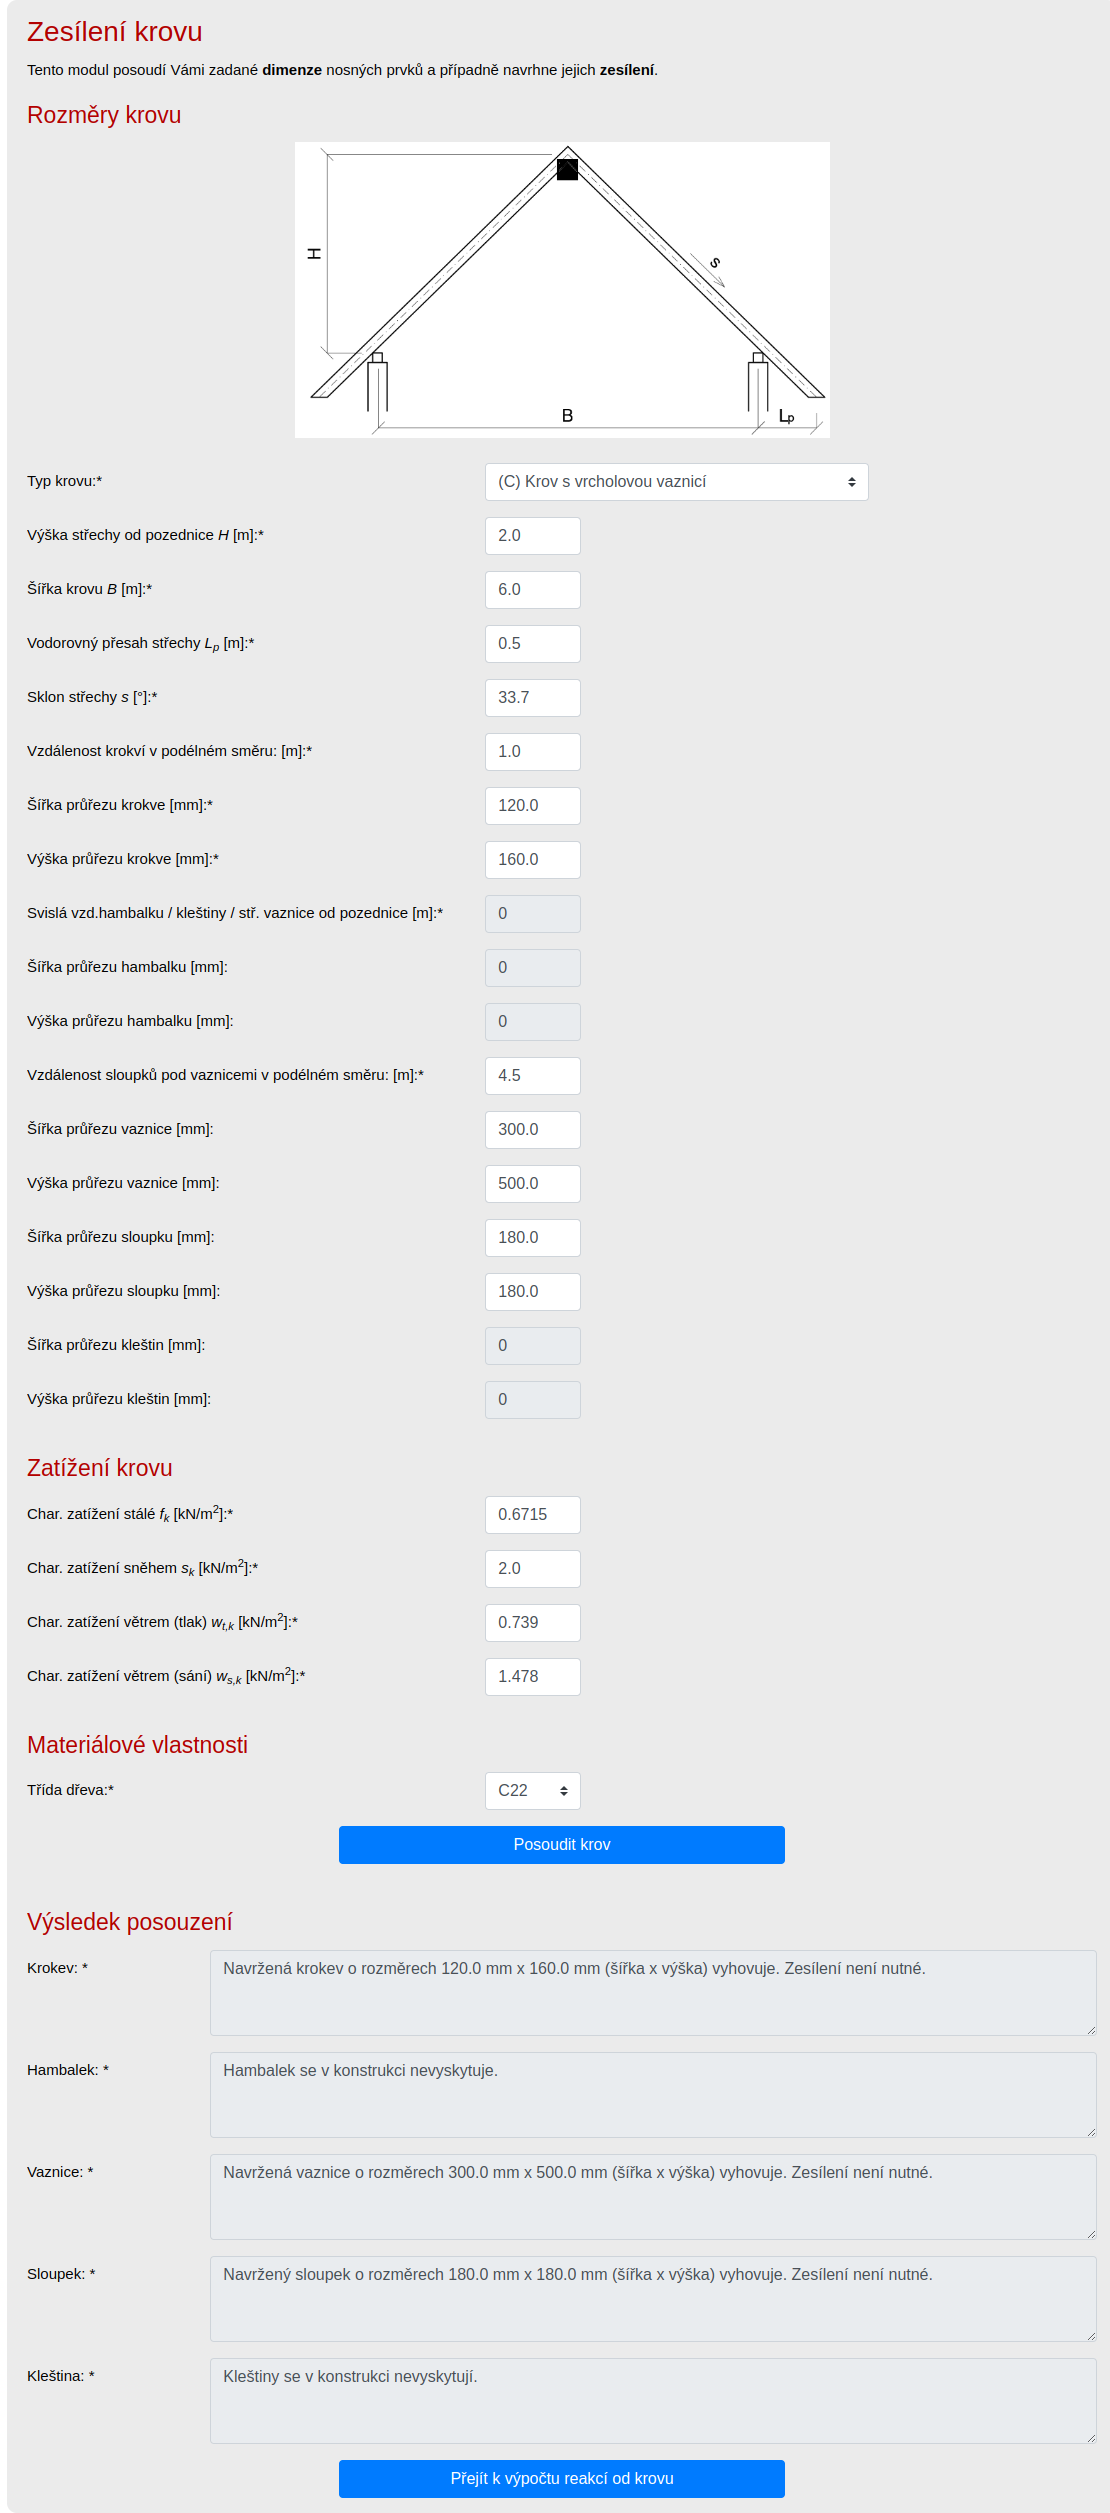 Zesílení krovu
Tento modul posoudí Vámi zadané dimenze nosných prvků a případně navrhne jejich zesílení.
Rozměry krovu
H
s
B
Lp
Typ krovu:* (C) Krov s vrcholovou vaznicí
Výška střechy od pozednice H [m]:* 2.0
Šířka krovu B [m]:* 6.0
Vodorovný přesah střechy Lp [m]:* 0.5
Sklon střechy s [°]:* 33.7
Vzdálenost krokví v podélném směru: [m]:* 1.0
Šířka průřezu krokve [mm]:* 120.0
Výška průřezu krokve [mm]:* 160.0
Svislá vzd.hambalku / kleštiny / stř. vaznice od pozednice [m]:* 0
Šířka průřezu hambalku [mm]: 0
Výška průřezu hambalku [mm]: 0
Vzdálenost sloupků pod vaznicemi v podélném směru: [m]:* 4.5
Šířka průřezu vaznice [mm]: 300.0
Výška průřezu vaznice [mm]: 500.0
Šířka průřezu sloupku [mm]: 180.0
Výška průřezu sloupku [mm]: 180.0
Šířka průřezu kleštin [mm]: 0
Výška průřezu kleštin [mm]: 0
Zatížení krovu
Char. zatížení stálé fk [kN/m2]:* 0.6715
Char. zatížení sněhem sk [kN/m2]:* 2.0
Char. zatížení větrem (tlak) wt,k [kN/m2]:* 0.739
Char. zatížení větrem (sání) ws,k [kN/m2]:* 1.478
Materiálové vlastnosti
Třída dřeva:* C22
Posoudit krov
Výsledek posouzení
Krokev: * Navržená krokev o rozměrech 120.0 mm x 160.0 mm (šířka x výška) vyhovuje. Zesílení není nutné.
Hambalek: * Hambalek se v konstrukci nevyskytuje.
Vaznice: * Navržená vaznice o rozměrech 300.0 mm x 500.0 mm (šířka x výška) vyhovuje. Zesílení není nutné.
Sloupek: * Navržený sloupek o rozměrech 180.0 mm x 180.0 mm (šířka x výška) vyhovuje. Zesílení není nutné.
Kleština: * Kleštiny se v konstrukci nevyskytují.
Přejít k výpočtu reakcí od krovu